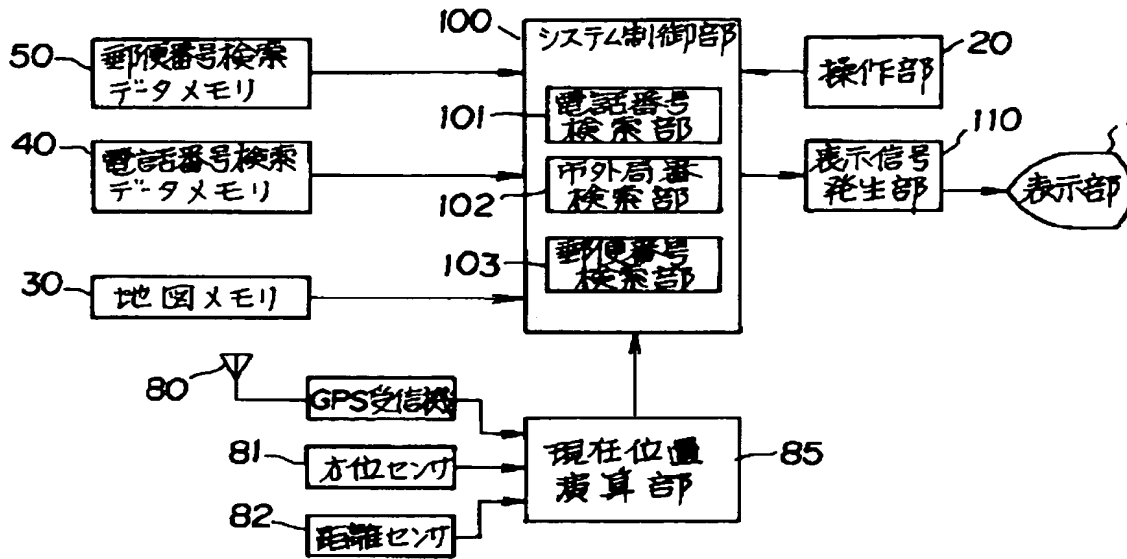 100
システム制御部
50
郵便番号検索
データメモリ
20
操作部
101
電話番号
検索部
40
電話番号検索
データメモリ
110
表示信号
発生部
表示部
102
市外局番
検索部
103
郵便番号
検索部
30
地図メモリ
80
GPS受信機
81
方位センサ
85
現在位置
演算部
82
距離センサ